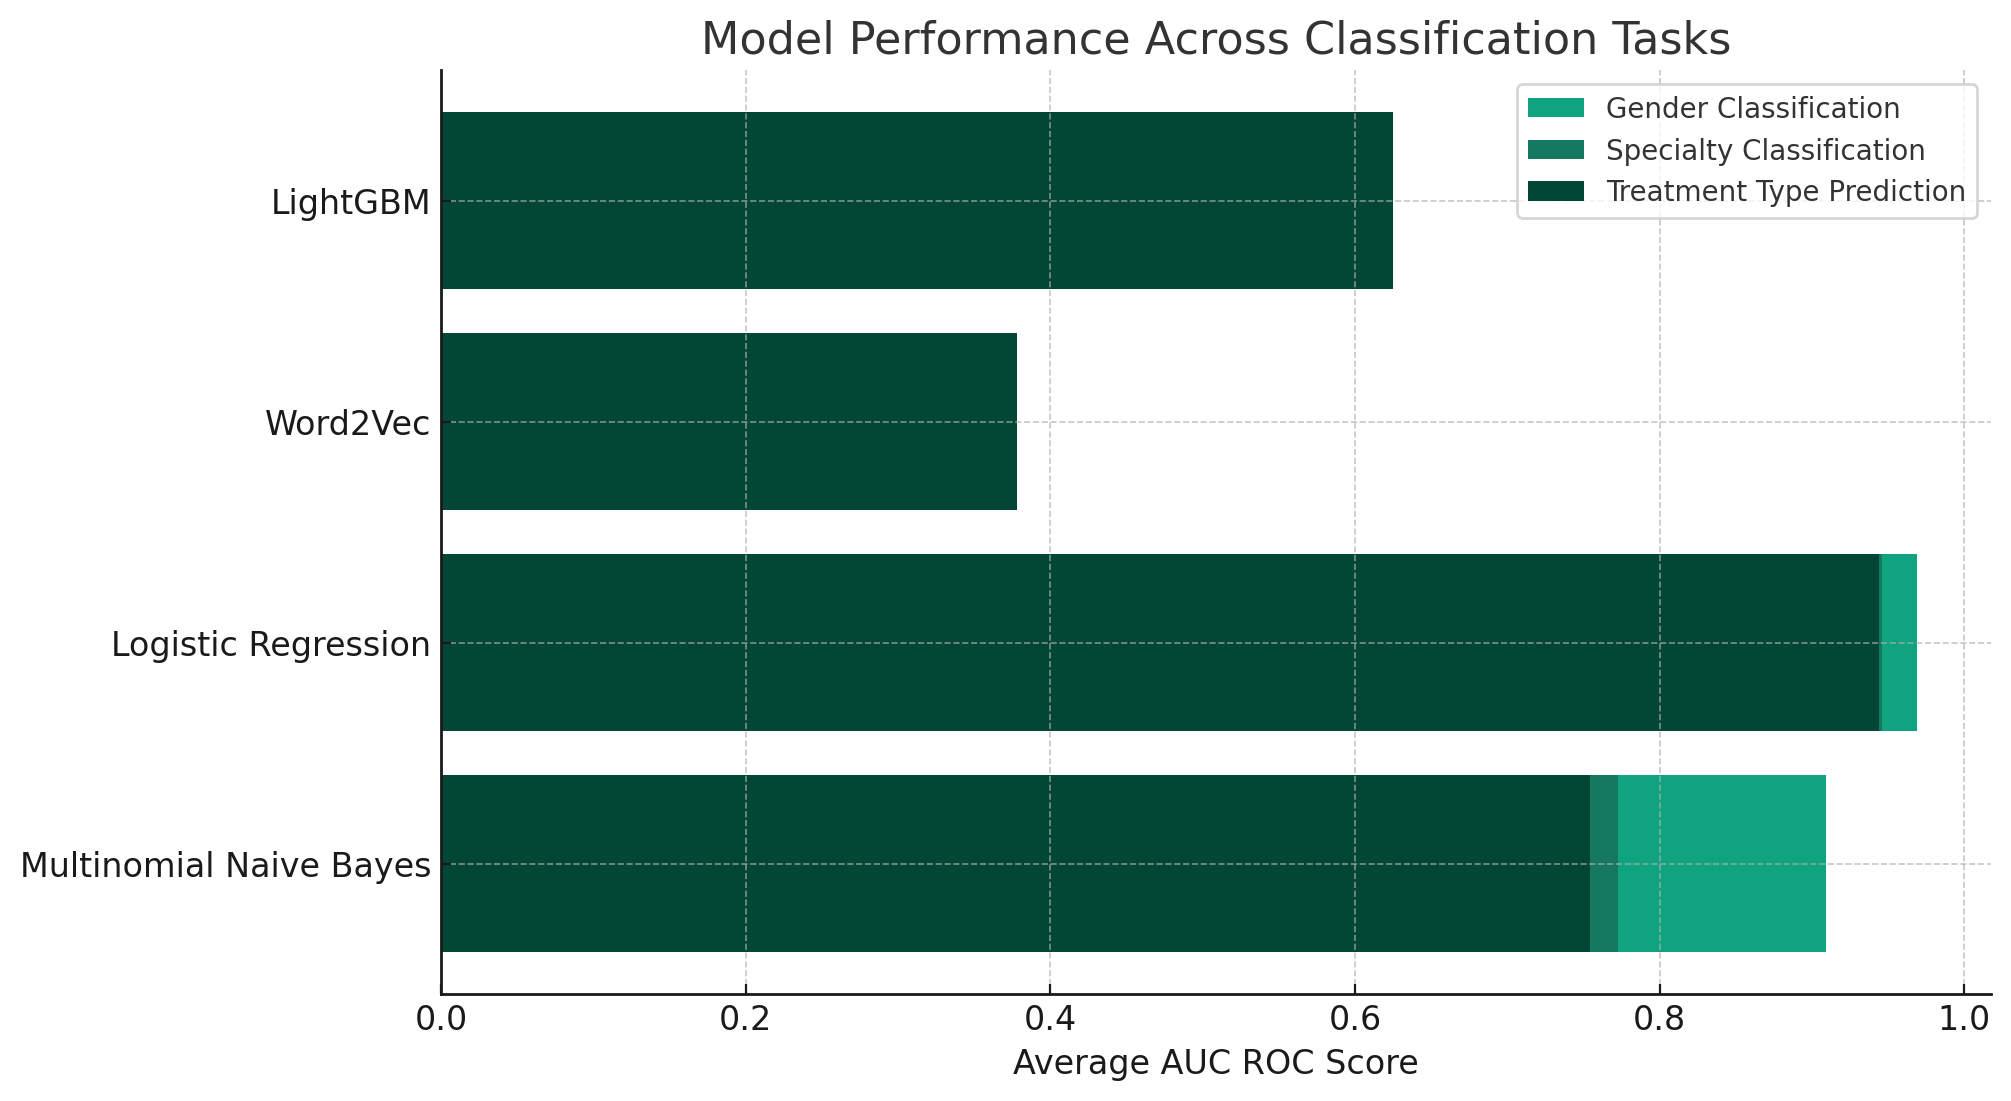 Model Performance Across Classification Tasks
Gender Classification
Specialty Classification
Treatment Type Prediction
LightGBM
Word2Vec
Logistic Regression
Multinomial Naive Bayes
0.0 0.2 0.4 0.6 0.8 1.0
Average AUC ROC Score